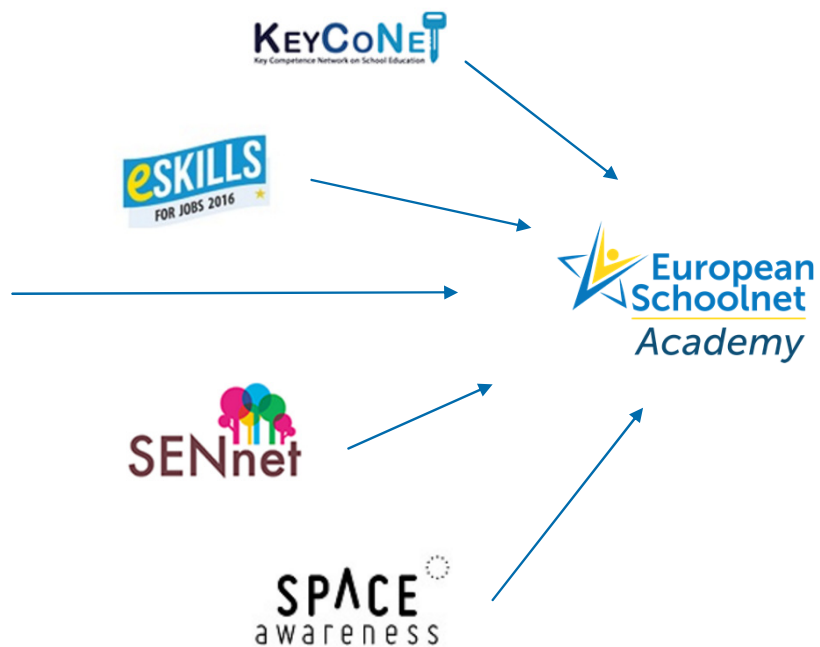 KEYCONET
Key Competence Network on School Education
eSKILLS
FOR JOBS 2016
European
Schoolnet
Academy
SENnet
SPACE
awareness